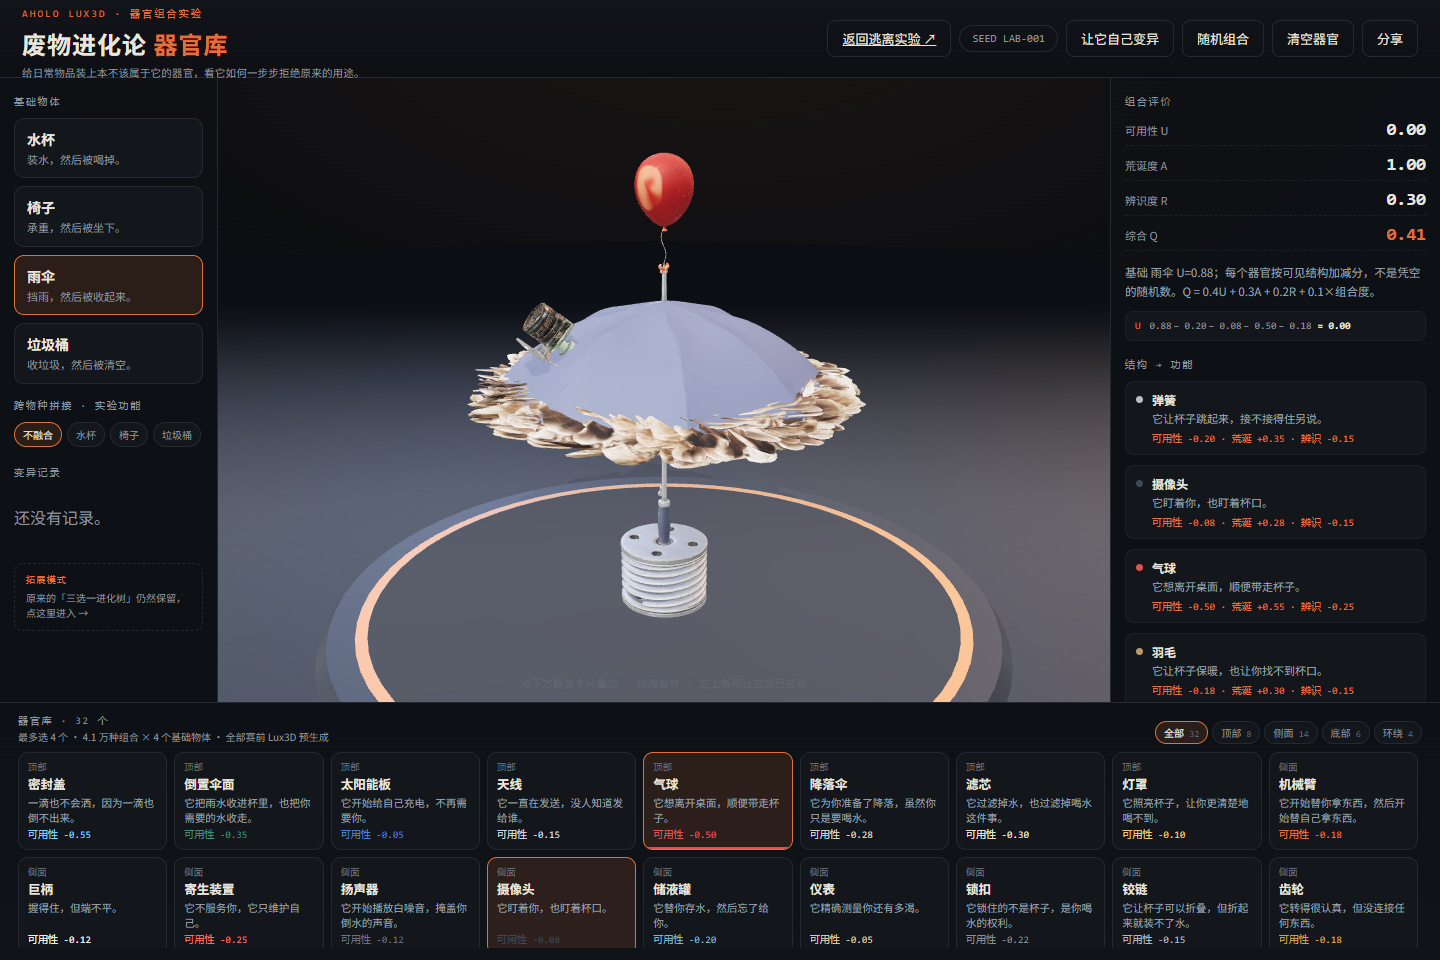 AHOLO LUX3D · 器官组合实验
废物进化论 器官库
给日常物品装上本不该属于它的器官，看它如何一步步拒绝原来的用途。
返回逃离实验 ↗
SEED LAB-001
让它自己变异
随机组合
清空器官
分享
基础物体
水杯
装水，然后被喝掉。
椅子
承重，然后被坐下。
雨伞
挡雨，然后被收起来。
垃圾桶
收垃圾，然后被清空。
跨物种拼接 · 实验功能
不融合 水杯 椅子 垃圾桶
变异记录
还没有记录。
拓展模式
原来的「三选一进化树」仍然保留，
点这里进入 →
组合评价
可用性 U 0.00
荒诞度 A 1.00
辨识度 R 0.30
综合 Q 0.41
基础 雨伞 U=0.88；每个器官按可见结构加减分，不是凭空
的随机数。Q = 0.4U + 0.3A + 0.2R + 0.1×组合度。
U 0.88 − 0.20 − 0.08 − 0.50 − 0.18 = 0.00
结构 → 功能
弹簧
它让杯子跳起来，接不接得住另说。
可用性 -0.20 · 荒诞 +0.35 · 辨识 -0.15
摄像头
它盯着你，也盯着杯口。
可用性 -0.08 · 荒诞 +0.28 · 辨识 -0.15
气球
它想离开桌面，顺便带走杯子。
可用性 -0.50 · 荒诞 +0.55 · 辨识 -0.25
羽毛
它让杯子保暖，也让你找不到杯口。
可用性 -0.18 · 荒诞 +0.30 · 辨识 -0.15
器官库 · 32 个
最多选 4 个 · 4.1 万种组合 × 4 个基础物体 · 全部赛前 Lux3D 预生成
全部 32 顶部 8 侧面 14 底部 6 环绕 4
顶部
密封盖
一滴也不会洒，因为一滴也
倒不出来。
可用性 -0.55
顶部
倒置伞面
它把雨水收进杯里，也把你
需要的水收走。
可用性 -0.35
顶部
太阳能板
它开始给自己充电，不再需
要你。
可用性 -0.05
顶部
天线
它一直在发送，没人知道发
给谁。
可用性 -0.15
顶部
气球
它想离开桌面，顺便带走杯
子。
可用性 -0.50
顶部
降落伞
它为你准备了降落，虽然你
只是要喝水。
可用性 -0.28
顶部
滤芯
它过滤掉水，也过滤掉喝水
这件事。
可用性 -0.30
顶部
灯罩
它照亮杯子，让你更清楚地
喝不到。
可用性 -0.10
侧面
机械臂
它开始替你拿东西，然后开
始替自己拿东西。
可用性 -0.18
侧面
巨柄
握得住，但端不平。
可用性 -0.12
侧面
寄生装置
它不服务你，它只维护自
己。
可用性 -0.25
侧面
扬声器
它开始播放白噪音，掩盖你
倒水的声音。
可用性 -0.12
侧面
摄像头
它盯着你，也盯着杯口。
可用性 -0.08
侧面
储液罐
它替你存水，然后忘了给
你。
可用性 -0.20
侧面
仪表
它精确测量你还有多渴。
可用性 -0.05
侧面
锁扣
它锁住的不是杯子，是你喝
水的权利。
可用性 -0.22
侧面
铰链
它让杯子可以折叠，但折起
来就装不了水。
可用性 -0.15
侧面
齿轮
它转得很认真，但没连接任
何东西。
可用性 -0.18